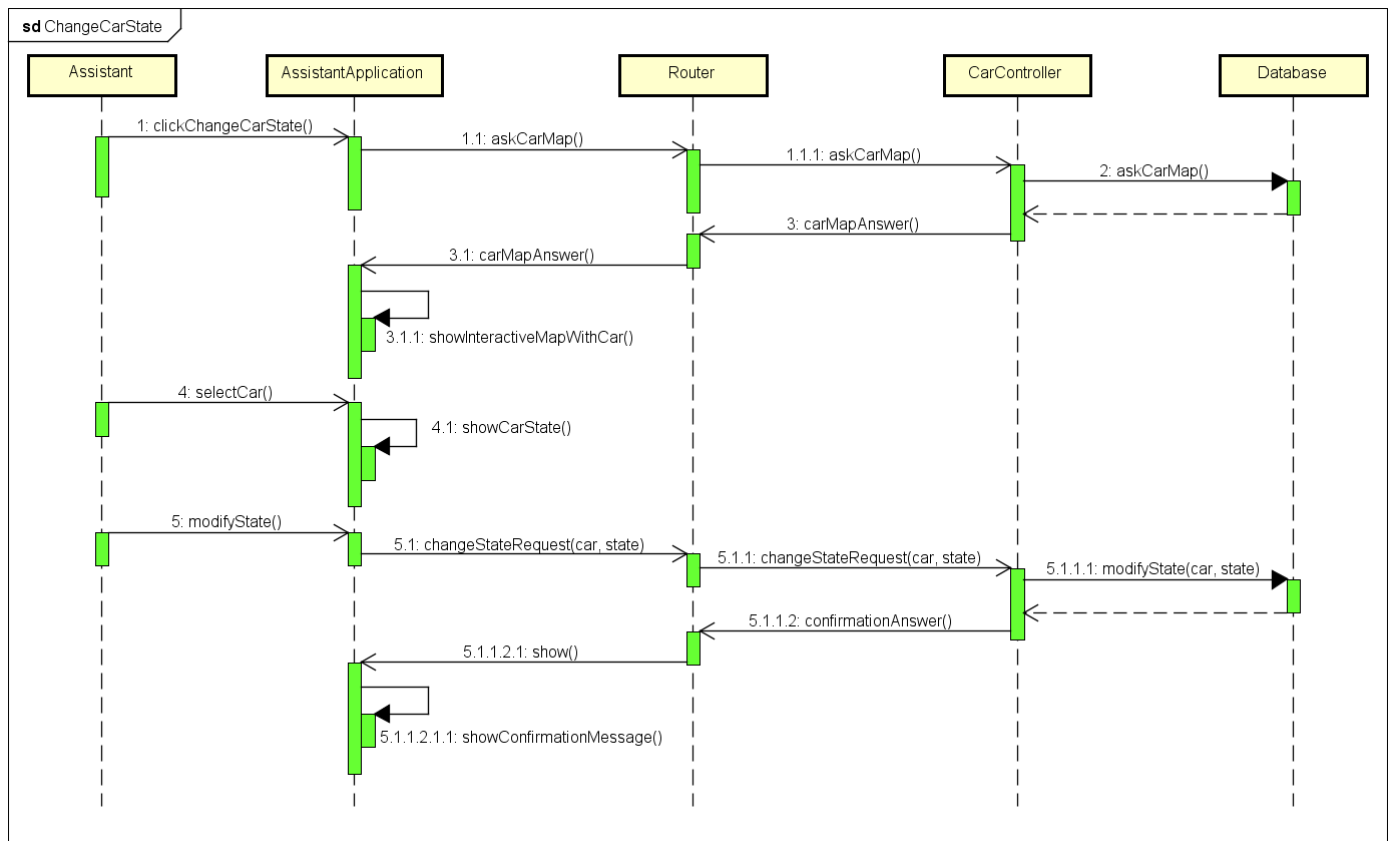 sd ChangeCarState
Assistant
AssistantApplication
Router
CarController
Database
1: clickChangeCarState()
1.1: askCarMap()
1.1.1: askCarMap()
2: askCarMap()
3: carMapAnswer()
3.1: carMapAnswer()
3.1.1: showInteractiveMapWithCar()
4: selectCar()
4.1: showCarState()
5: modifyState()
5.1: changeStateRequest(car, state)
5.1.1: changeStateRequest(car, state)
5.1.1.1: modifyState(car, state)
5.1.1.2: confirmationAnswer()
5.1.1.2.1: show()
5.1.1.2.1.1: showConfirmationMessage()